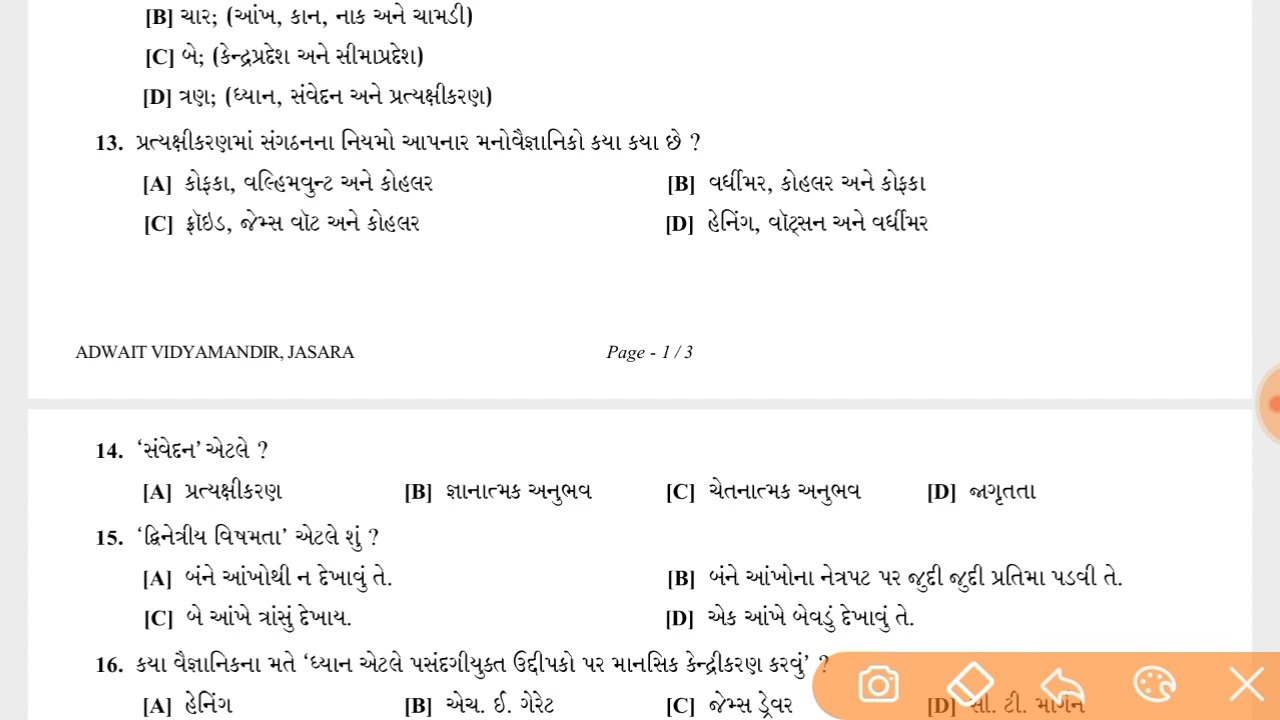 [B] ચાર; (આંખ, કાન, નાક અને ચામડી)
[C] બે; (કેન્દ્રપ્રદેશ અને સીમાપ્રદેશ)
[D] ત્રણ; (ધ્યાન, સંવેદન અને પ્રત્યક્ષીકરણ)
13. પ્રત્યક્ષીકરણમાં સંગઠનના નિયમો આપનાર મનોવૈજ્ઞાનિકો કયા કયા છે ?
[A] કોફકા, વલ્હિમવુન્ટ અને કોહલર [B] વર્ધીમર, કોહલર અને કોફકા
[C] ફ્રૉઇડ, જેમ્સ વૉટ અને કોહલર [D] હેનિંગ, વૉટ્સન અને વર્ધીમર
ADWAIT VIDYAMANDIR, JASARA Page - 1 / 3
14. ‘સંવેદન’ એટલે ?
[A] પ્રત્યક્ષીકરણ [B] જ્ઞાનાત્મક અનુભવ [C] ચેતનાત્મક અનુભવ [D] જાગૃતતા
15. ‘દ્વિનેત્રીય વિષમતા’ એટલે શું ?
[A] બંને આંખોથી ન દેખાવું તે. [B] બંને આંખોના નેત્રપટ પર જુદી જુદી પ્રતિમા પડવી તે.
[C] બે આંખે ત્રાંસું દેખાય. [D] એક આંખે બેવડું દેખાવું તે.
16. કયા વૈજ્ઞાનિકના મતે ‘ધ્યાન એટલે પસંદગીયુક્ત ઉદ્દીપકો પર માનસિક કેન્દ્રીકરણ કરવું’ ?
[A] હેનિંગ [B] એચ. ઈ. ગેરેટ [C] જેમ્સ ડ્રેવર [D] સી. ટી. માર્ગન